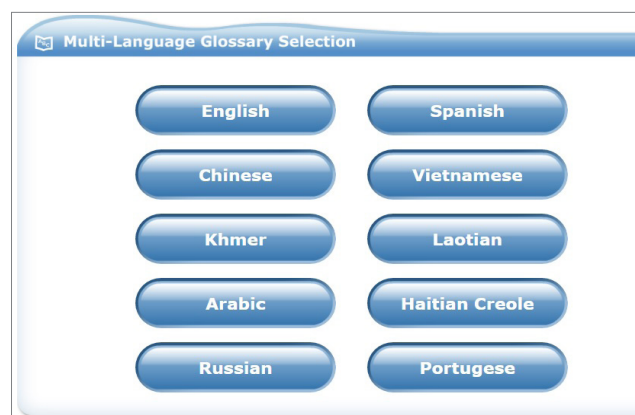 Multi-Language Glossary Selection
English
Spanish
Chinese
Vietnamese
Khmer
Laotian
Arabic
Haitian Creole
Russian
Portugese